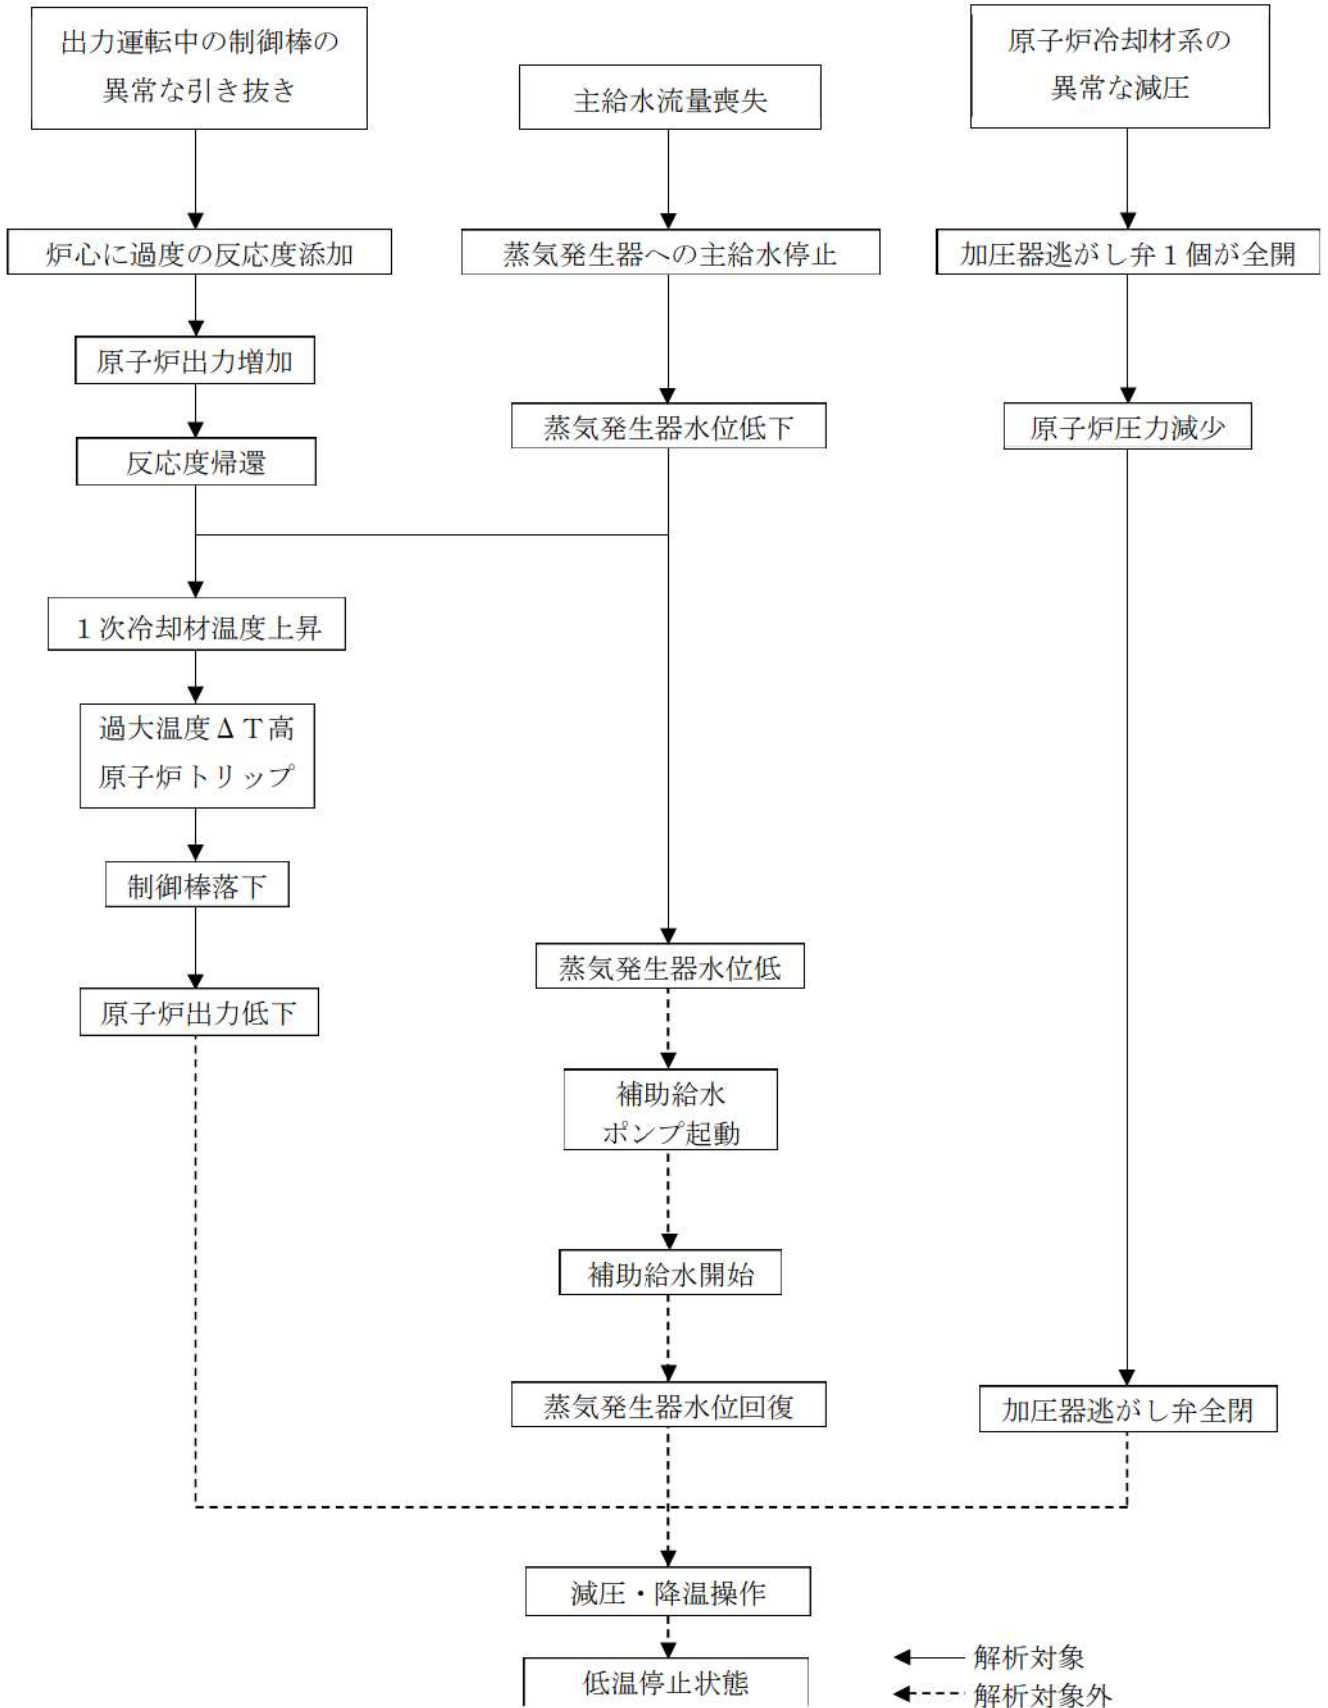 出力運転中の制御棒の
異常な引き抜き
主給水流量喪失
原子炉冷却材系の
異常な減圧
炉心に過度の反応度添加
蒸気発生器への主給水停止
加圧器逃がし弁１個が全開
原子炉出力増加
反応度帰還
蒸気発生器水位低下
原子炉圧力減少
１次冷却材温度上昇
過大温度ΔＴ高
原子炉トリップ
制御棒落下
原子炉出力低下
蒸気発生器水位低
補助給水
ポンプ起動
補助給水開始
蒸気発生器水位回復
加圧器逃がし弁全閉
減圧・降温操作
低温停止状態
解析対象
解析対象外